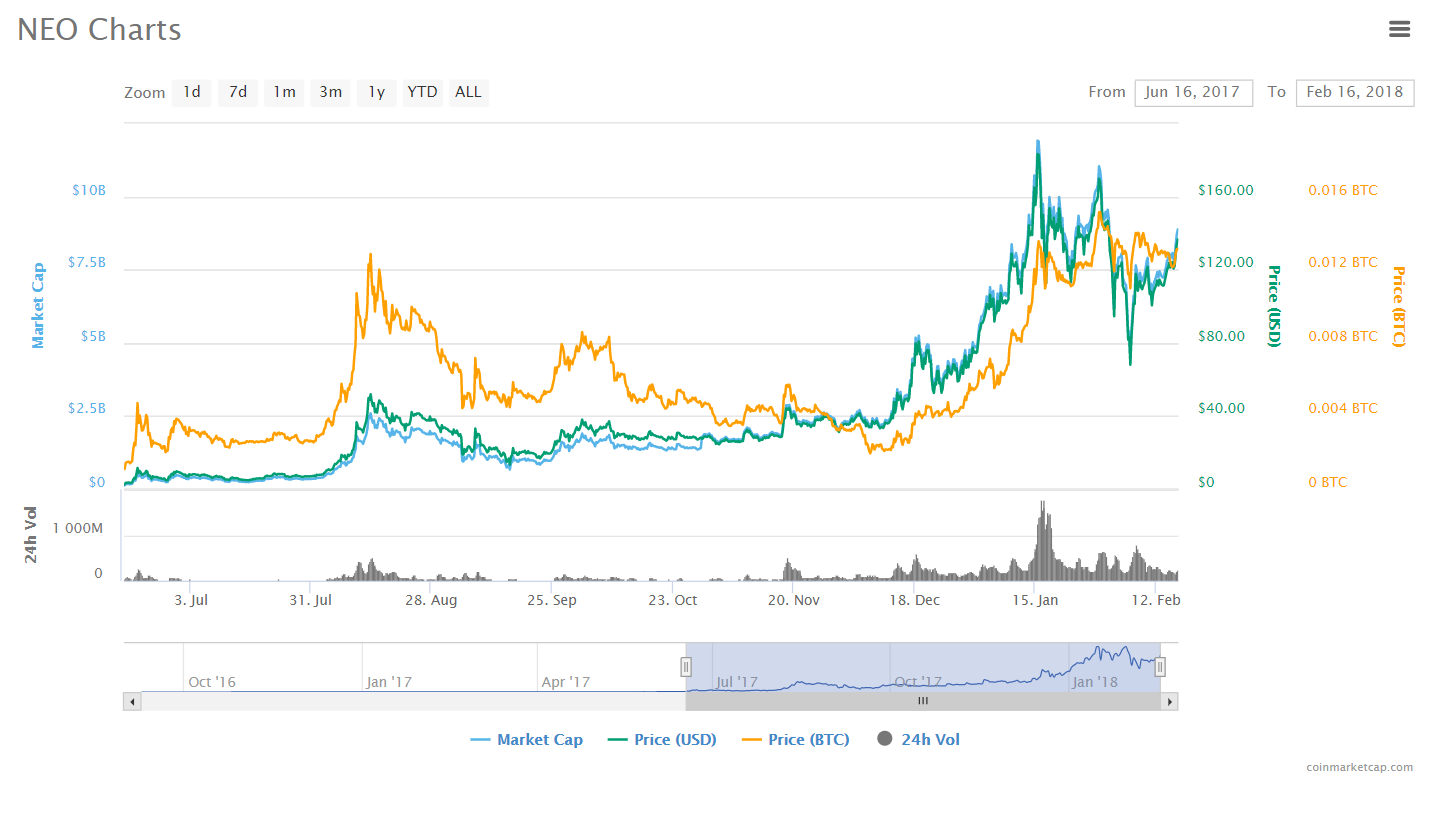 NEO Charts
Zoom 1d 7d 1m 3m 1y YTD ALL From Jun 16, 2017 To Feb 16, 2018
$10B $160.00 0.016 BTC
$7.5B $120.00 0.012 BTC
Market Cap Price (USD) Price (BTC)
$5B $80.00 0.008 BTC
$2.5B $40.00 0.004 BTC
$0 $0 0 BTC
24h Vol
1 000M
0
3. Jul 31. Jul 28. Aug 25. Sep 23. Oct 20. Nov 18. Dec 15. Jan 12. Feb
Oct '16 Jan '17 Apr '17 Jul '17 Oct '17 Jan '18
Market Cap Price (USD) Price (BTC) 24h Vol
coinmarketcap.com